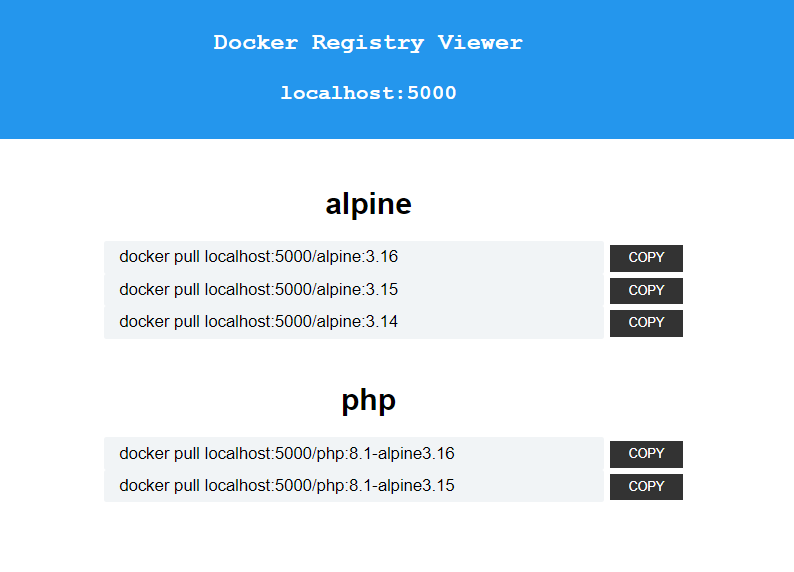 Docker Registry Viewer
localhost:5000
alpine
docker pull localhost:5000/alpine:3.16 COPY
docker pull localhost:5000/alpine:3.15 COPY
docker pull localhost:5000/alpine:3.14 COPY
php
docker pull localhost:5000/php:8.1-alpine3.16 COPY
docker pull localhost:5000/php:8.1-alpine3.15 COPY